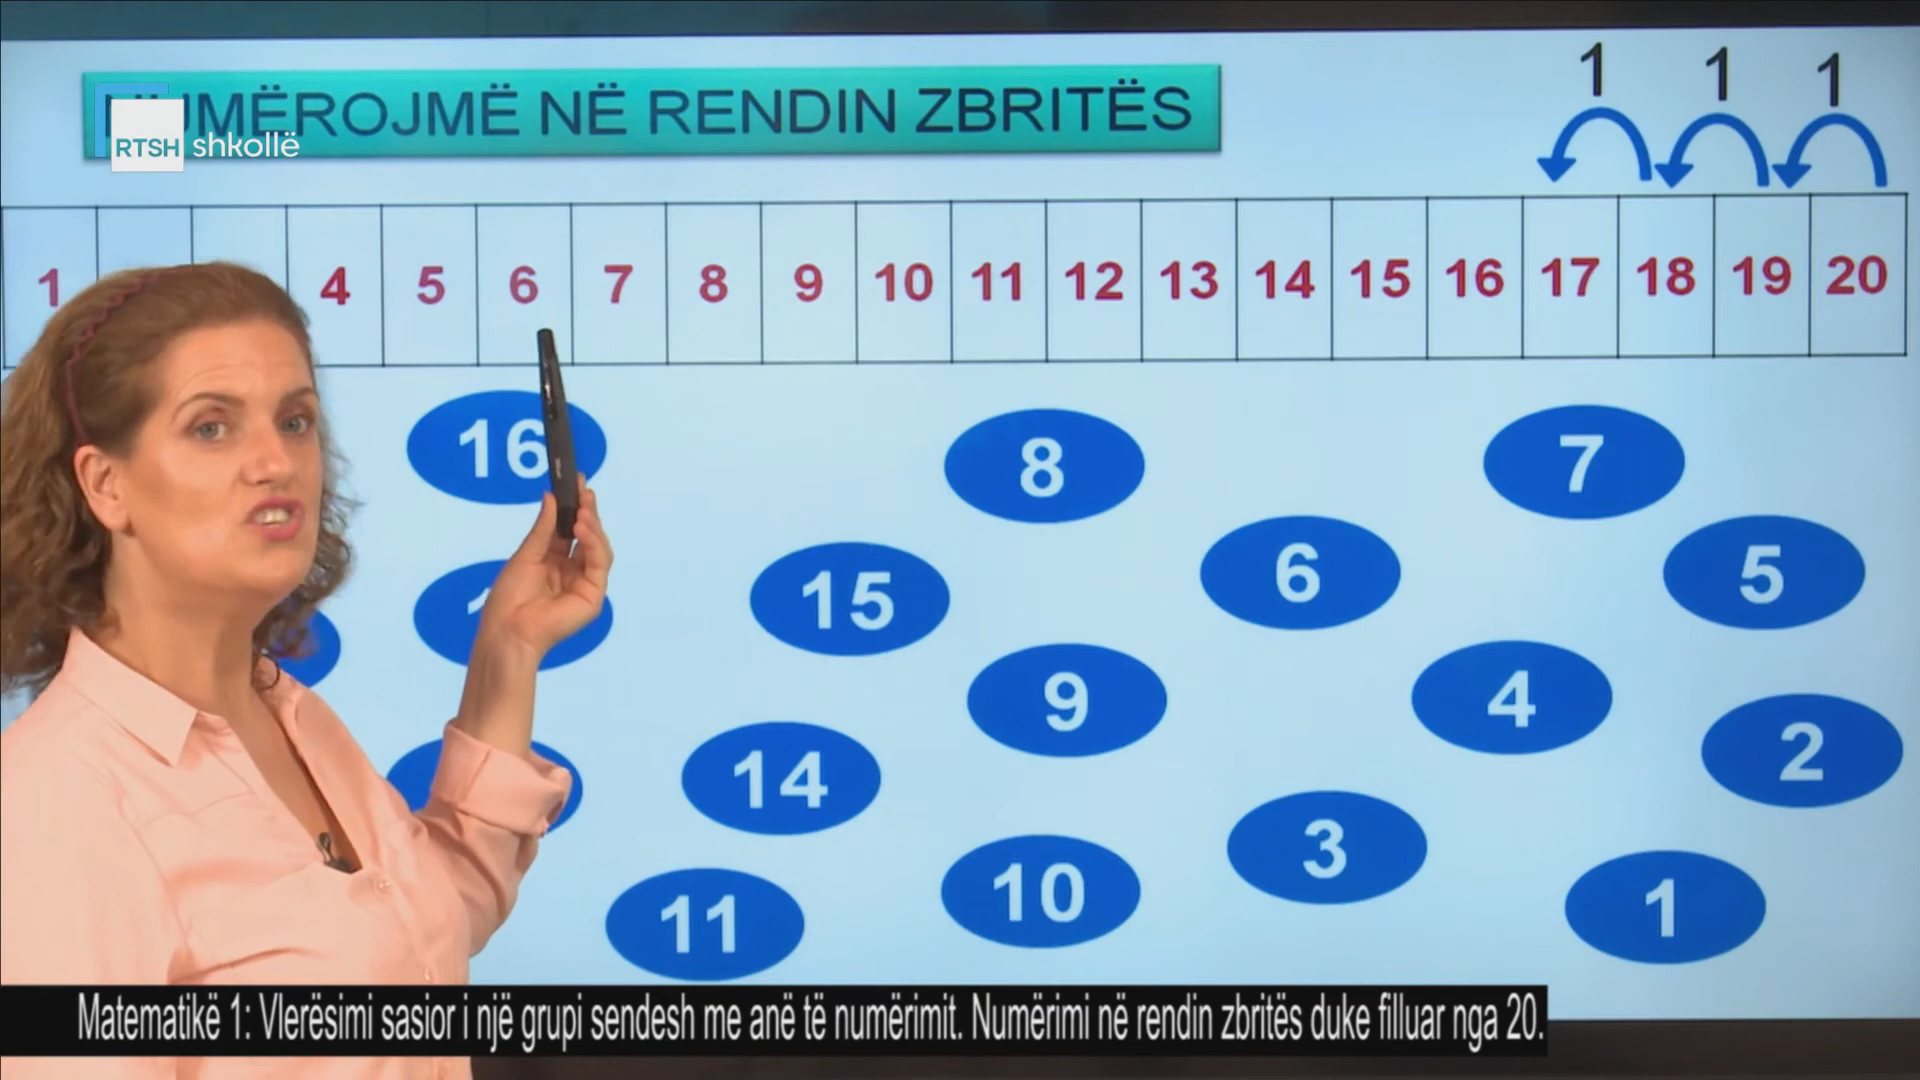 NUMËROJMË NË RENDIN ZBRITËS
RTSH shkollë
1 1 1
1 4 5 6 7 8 9 10 11 12 13 14 15 16 17 18 19 20
16 8 7
15 6 5
9 4
14 2
3
11 10 1
Matematikë 1: Vlerësimi sasior i një grupi sendesh me anë të numërimit. Numërimi në rendin zbritës duke filluar nga 20.